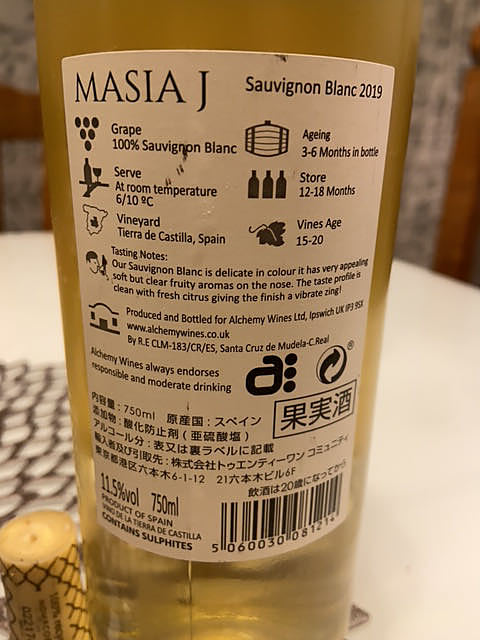 MASIA J
Sauvignon Blanc 2019
Grape
100% Sauvignon Blanc
Ageing
3-6 Months in bottle
Serve
At room temperature
6/10 ºC
Store
12-18 Months
Vineyard
Tierra de Castilla, Spain
Vines Age
15-20
Tasting Notes:
Our Sauvignon Blanc is delicate in colour it has very appealing
soft but clear fruity aromas on the nose. The taste profile is
clean with fresh citrus giving the finish a vibrate zing!
Produced and Bottled for Alchemy Wines Ltd, Ipswich UK IP3 9SX
www.alchemywines.co.uk
By R.E CLM-183/CR/ES, Santa Cruz de Mudela-C.Real
Alchemy Wines always endorses
responsible and moderate drinking
a
®
内容量：750ml 原産国：スペイン
添加物：酸化防止剤（亜硫酸塩）
アルコール分：表又は裏ラベルに記載
輸入者及び引取先：株式会社トゥエンティーワン コミュニティ
東京都港区六本木6-1-12 21六本木ビル6F
果実酒
飲酒は20歳になってから
11.5%vol 750ml
PRODUCT OF SPAIN
VINO DE LA TIERRA DE CASTILLA
CONTAINS SULPHITES
5 060030 081214
100%